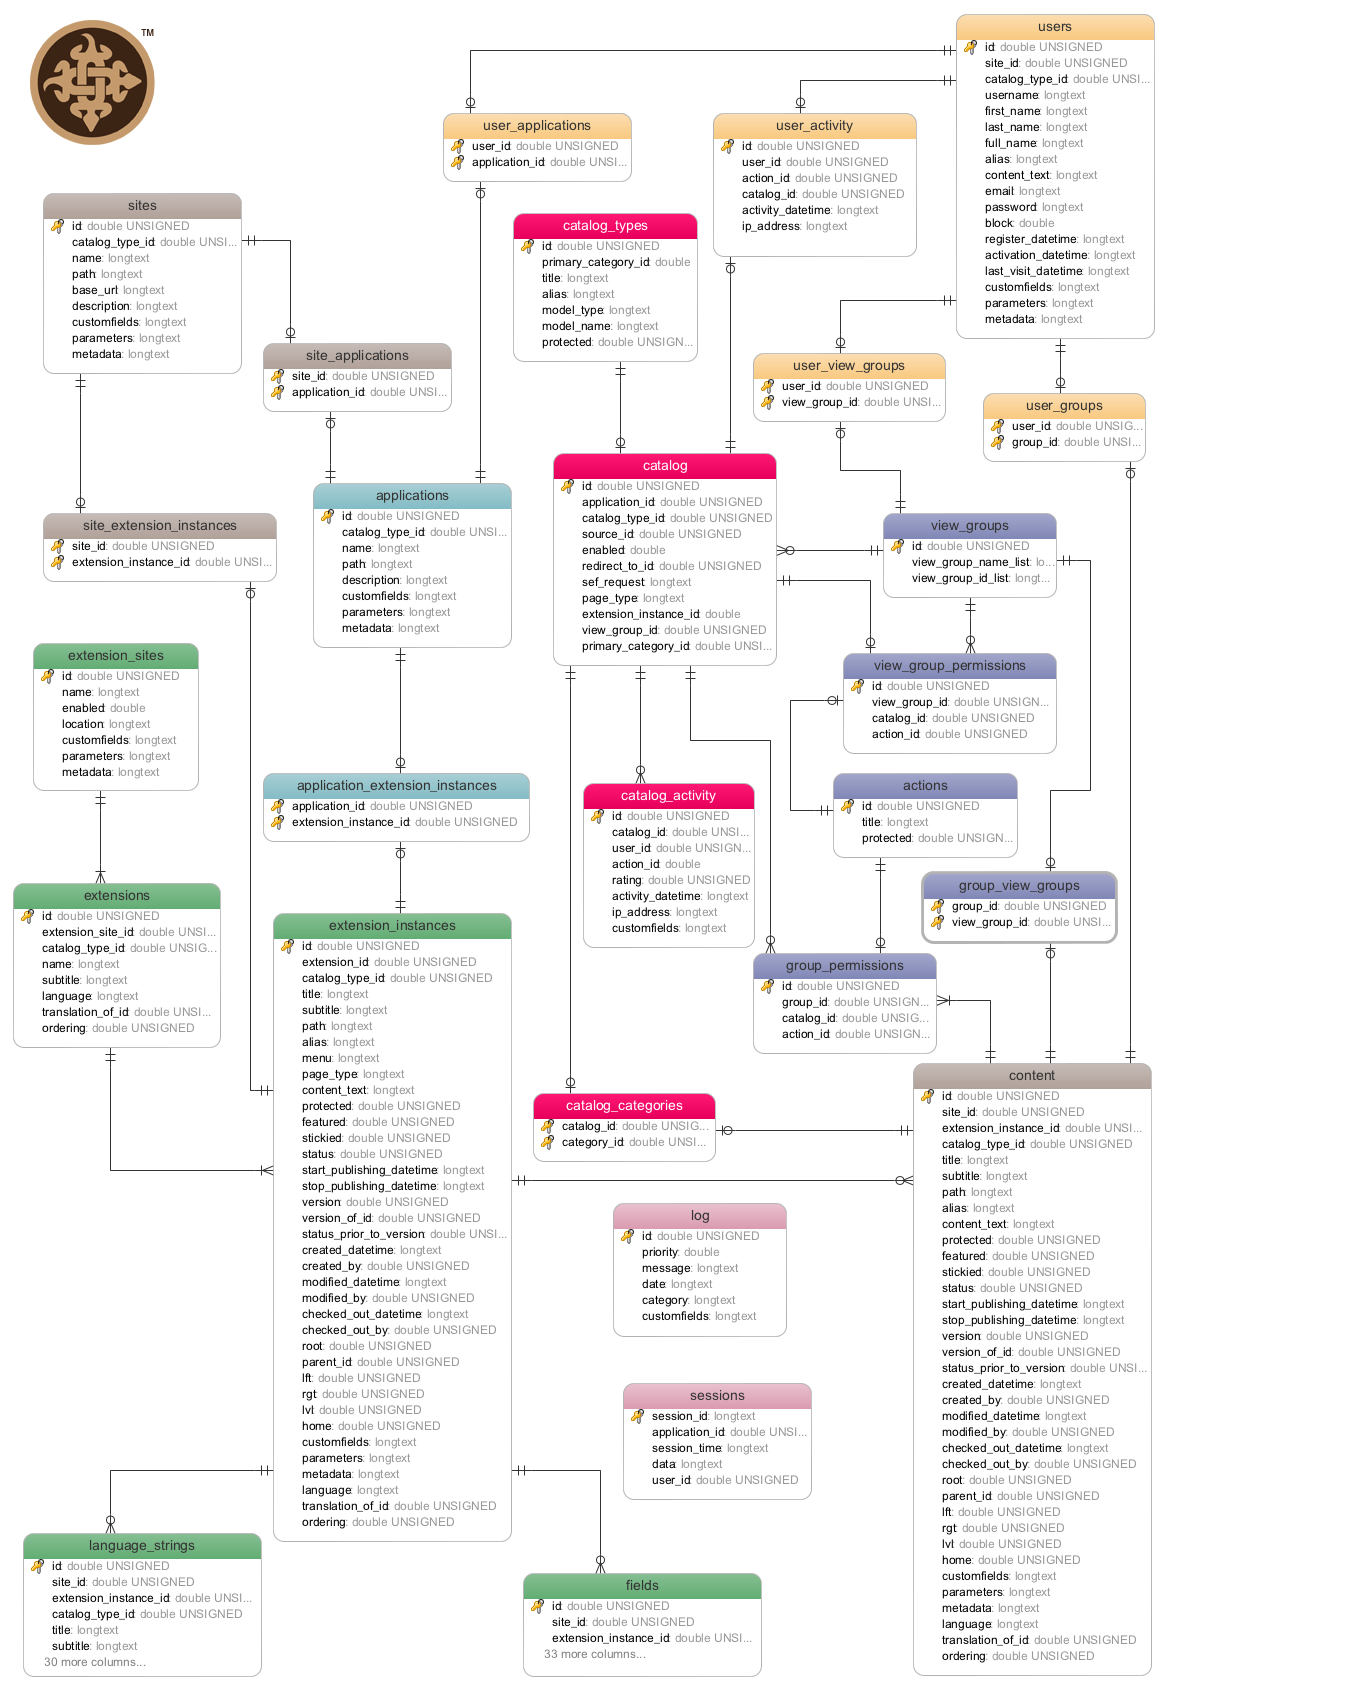 TM
users
id: double UNSIGNED
site_id: double UNSIGNED
catalog_type_id: double UNSI...
username: longtext
first_name: longtext
last_name: longtext
full_name: longtext
alias: longtext
content_text: longtext
email: longtext
password: longtext
block: double
register_datetime: longtext
activation_datetime: longtext
last_visit_datetime: longtext
customfields: longtext
parameters: longtext
metadata: longtext
user_applications
user_id: double UNSIGNED
application_id: double UNSI...
user_activity
id: double UNSIGNED
user_id: double UNSIGNED
action_id: double UNSIGNED
catalog_id: double UNSIGNED
activity_datetime: longtext
ip_address: longtext
sites
id: double UNSIGNED
catalog_type_id: double UNSI...
name: longtext
path: longtext
base_url: longtext
description: longtext
customfields: longtext
parameters: longtext
metadata: longtext
catalog_types
id: double UNSIGNED
primary_category_id: double
title: longtext
alias: longtext
model_type: longtext
model_name: longtext
protected: double UNSIGN...
site_applications
site_id: double UNSIGNED
application_id: double UNSI...
user_view_groups
user_id: double UNSIGNED
view_group_id: double UNSI...
user_groups
user_id: double UNSIG...
group_id: double UNSI...
catalog
id: double UNSIGNED
application_id: double UNSIGNED
catalog_type_id: double UNSIGNED
source_id: double UNSIGNED
enabled: double
redirect_to_id: double UNSIGNED
sef_request: longtext
page_type: longtext
extension_instance_id: double
view_group_id: double UNSIGNED
primary_category_id: double UNSI...
applications
id: double UNSIGNED
catalog_type_id: double UNSI...
name: longtext
path: longtext
description: longtext
customfields: longtext
parameters: longtext
metadata: longtext
site_extension_instances
site_id: double UNSIGNED
extension_instance_id: double UNSI...
view_groups
id: double UNSIGNED
view_group_name_list: lo...
view_group_id_list: longt...
extension_sites
id: double UNSIGNED
name: longtext
enabled: double
location: longtext
customfields: longtext
parameters: longtext
metadata: longtext
view_group_permissions
id: double UNSIGNED
view_group_id: double UNSIGN...
catalog_id: double UNSIGNED
action_id: double UNSIGNED
application_extension_instances
application_id: double UNSIGNED
extension_instance_id: double UNSIGNED
catalog_activity
id: double UNSIGNED
catalog_id: double UNSI...
user_id: double UNSIGN...
action_id: double
rating: double UNSIGNED
activity_datetime: longtext
ip_address: longtext
customfields: longtext
actions
id: double UNSIGNED
title: longtext
protected: double UNSIGN...
group_view_groups
group_id: double UNSIGNED
view_group_id: double UNSI...
extensions
id: double UNSIGNED
extension_site_id: double UNSI...
catalog_type_id: double UNSIG...
name: longtext
subtitle: longtext
language: longtext
translation_of_id: double UNSI...
ordering: double UNSIGNED
extension_instances
id: double UNSIGNED
extension_id: double UNSIGNED
catalog_type_id: double UNSIGNED
title: longtext
subtitle: longtext
path: longtext
alias: longtext
menu: longtext
page_type: longtext
content_text: longtext
protected: double UNSIGNED
featured: double UNSIGNED
stickied: double UNSIGNED
status: double UNSIGNED
start_publishing_datetime: longtext
stop_publishing_datetime: longtext
version: double UNSIGNED
version_of_id: double UNSIGNED
status_prior_to_version: double UNSI...
created_datetime: longtext
created_by: double UNSIGNED
modified_datetime: longtext
modified_by: double UNSIGNED
checked_out_datetime: longtext
checked_out_by: double UNSIGNED
root: double UNSIGNED
parent_id: double UNSIGNED
lft: double UNSIGNED
rgt: double UNSIGNED
lvl: double UNSIGNED
home: double UNSIGNED
customfields: longtext
parameters: longtext
metadata: longtext
language: longtext
translation_of_id: double UNSIGNED
ordering: double UNSIGNED
group_permissions
id: double UNSIGNED
group_id: double UNSIGN...
catalog_id: double UNSIG...
action_id: double UNSIGN...
catalog_categories
catalog_id: double UNSIG...
category_id: double UNSI...
content
id: double UNSIGNED
site_id: double UNSIGNED
extension_instance_id: double UNSI...
catalog_type_id: double UNSIGNED
title: longtext
subtitle: longtext
path: longtext
alias: longtext
content_text: longtext
protected: double UNSIGNED
featured: double UNSIGNED
stickied: double UNSIGNED
status: double UNSIGNED
start_publishing_datetime: longtext
stop_publishing_datetime: longtext
version: double UNSIGNED
version_of_id: double UNSIGNED
status_prior_to_version: double UNSI...
created_datetime: longtext
created_by: double UNSIGNED
modified_datetime: longtext
modified_by: double UNSIGNED
checked_out_datetime: longtext
checked_out_by: double UNSIGNED
root: double UNSIGNED
parent_id: double UNSIGNED
lft: double UNSIGNED
rgt: double UNSIGNED
lvl: double UNSIGNED
home: double UNSIGNED
customfields: longtext
parameters: longtext
metadata: longtext
language: longtext
translation_of_id: double UNSIGNED
ordering: double UNSIGNED
log
id: double UNSIGNED
priority: double
message: longtext
date: longtext
category: longtext
customfields: longtext
sessions
session_id: longtext
application_id: double UNSI...
session_time: longtext
data: longtext
user_id: double UNSIGNED
language_strings
id: double UNSIGNED
site_id: double UNSIGNED
extension_instance_id: double UNSI...
catalog_type_id: double UNSIGNED
title: longtext
subtitle: longtext
30 more columns...
fields
id: double UNSIGNED
site_id: double UNSIGNED
extension_instance_id: double UNSI...
33 more columns...